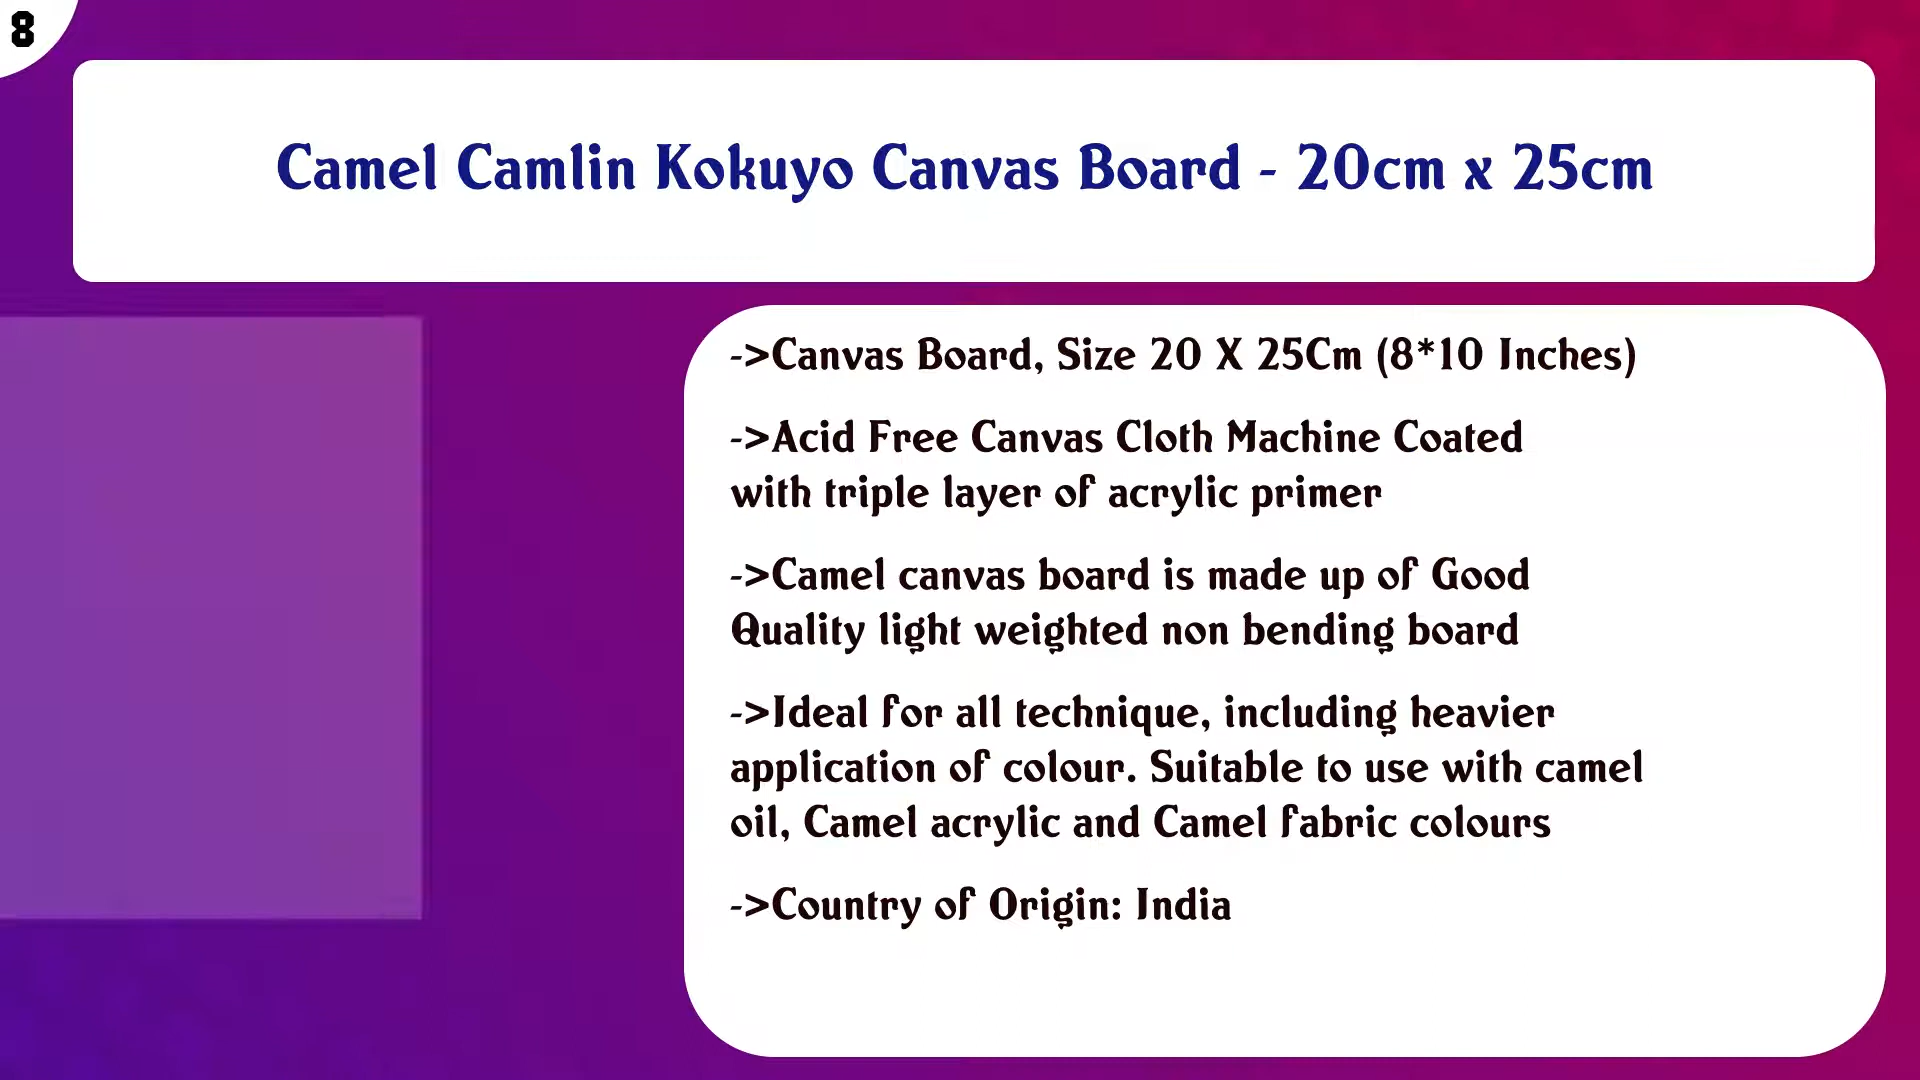 8
Camel Camlin Kokuyo Canvas Board - 20cm x 25cm
->Canvas Board, Size 20 X 25Cm (8*10 Inches)
->Acid Free Canvas Cloth Machine Coated
with triple layer of acrylic primer
->Camel canvas board is made up of Good
Quality light weighted non bending board
->Ideal for all technique, including heavier
application of colour. Suitable to use with camel
oil, Camel acrylic and Camel fabric colours
->Country of Origin: India